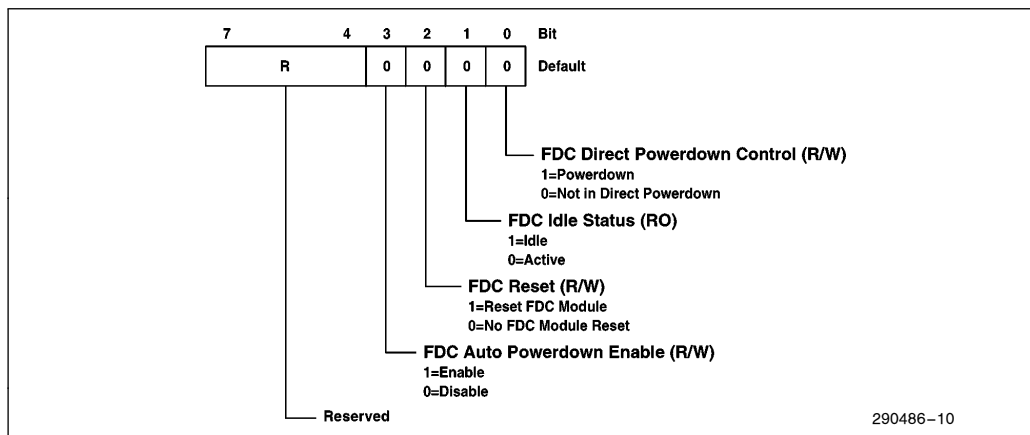 7 4 3 2 1 0 Bit
R 0 0 0 0 Default
FDC Direct Powerdown Control (R/W)
1=Powerdown
0=Not in Direct Powerdown
FDC Idle Status (RO)
1=Idle
0=Active
FDC Reset (R/W)
1=Reset FDC Module
0=No FDC Module Reset
FDC Auto Powerdown Enable (R/W)
1=Enable
0=Disable
Reserved
290486–10